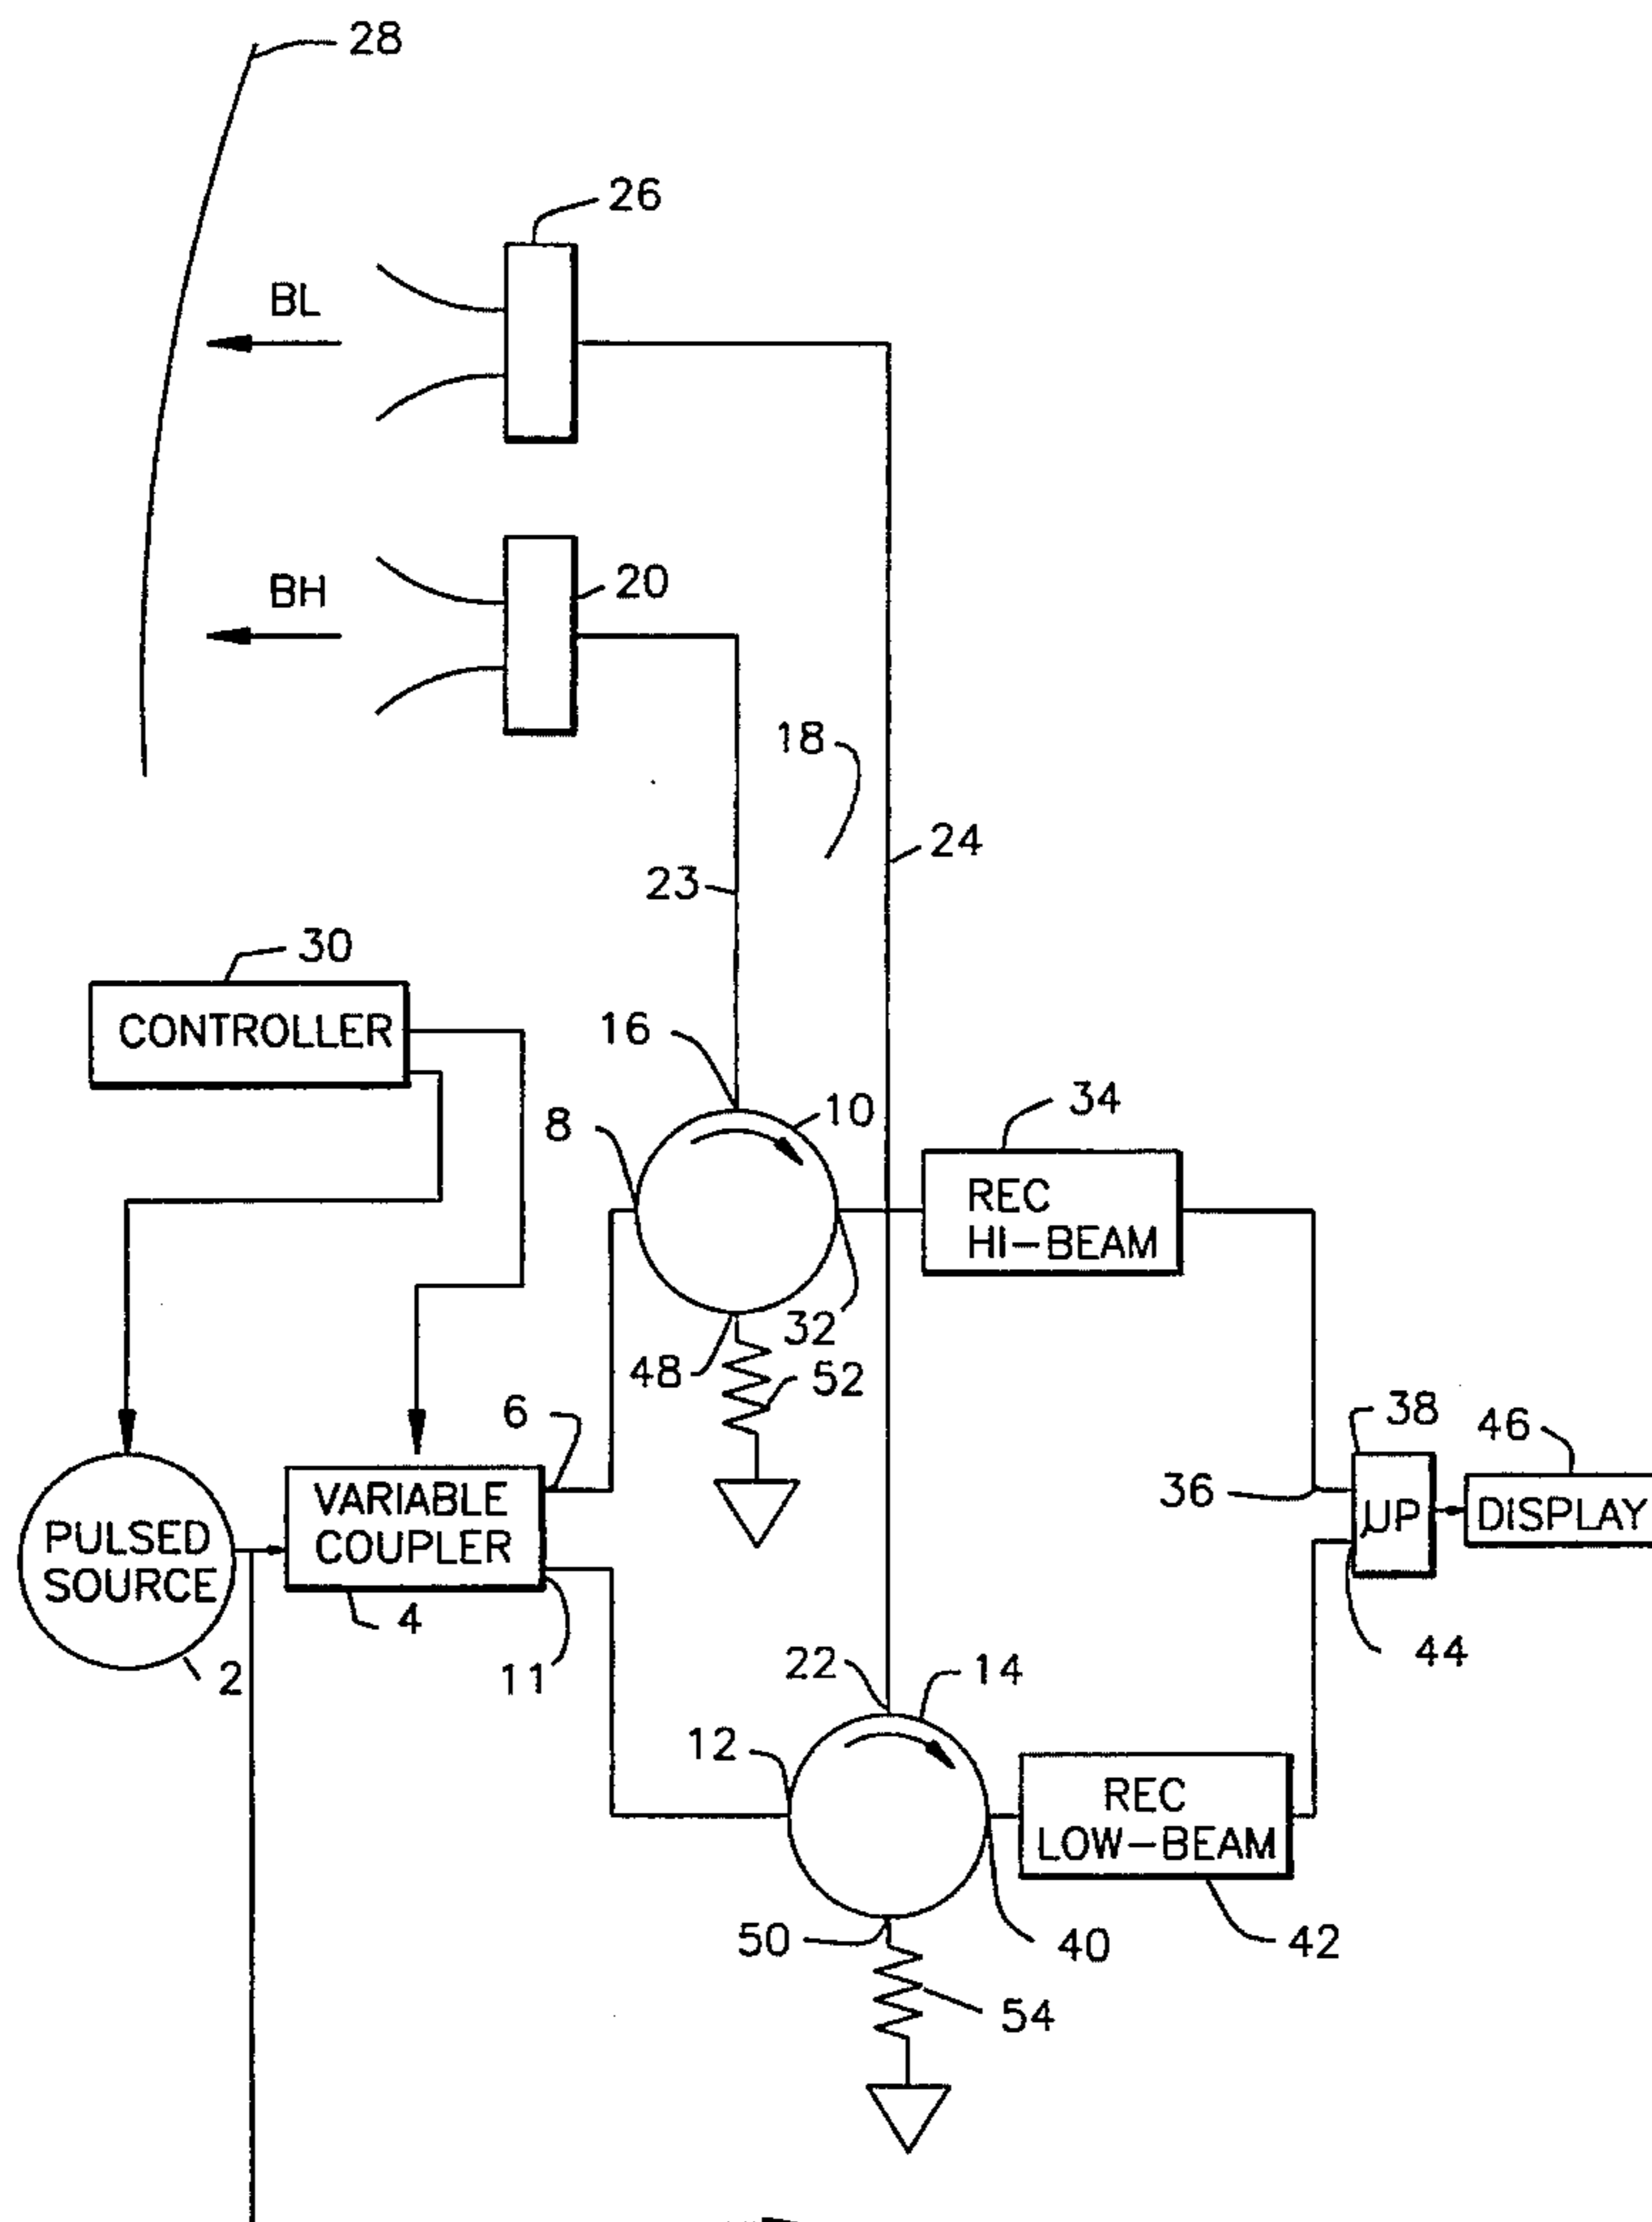 28
26
BL
BH
20
18
24
23
30
CONTROLLER
16
10
34
8
REC
HI-BEAM
32
48
52
6
38
46
VARIABLE
COUPLER
36
μP
DISPLAY
PULSED
SOURCE
4
11
2
44
22
14
12
REC
LOW-BEAM
50
40
42
54